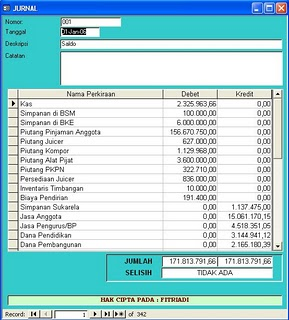 JURNAL
Nomor: 001
Tanggal 01-Jan-06
Deskripsi Saldo
Catatan
Nama Perkiraan Debet Kredit
Kas 2.325.963,66 0,00
Simpanan di BSM 100.000,00 0,00
Simpanan di BKE 6.000.000,00 0,00
Piutang Pinjaman Anggota 156.670.750,00 0,00
Piutang Juicer 627.000,00 0,00
Piutang Kompor 1.129.968,00 0,00
Piutang Alat Pijat 3.600.000,00 0,00
Piutang PKPN 322.710,00 0,00
Persediaan Juicer 836.000,00 0,00
Inventaris Timbangan 10.000,00 0,00
Biaya Pendirian 191.400,00 0,00
Simpanan Sukarela 0,00 1.137.475,00
Jasa Anggota 0,00 15.061.170,15
Jasa Pengurus/BP 0,00 4.518.351,05
Dana Pendidikan 0,00 3.144.941,12
Dana Pembangunan 0,00 2.165.180,39
JUMLAH 171.813.791,66 171.813.791,66
SELISIH TIDAK ADA
HAK CIPTA PADA : FITRIADI
Record: 1 of 342